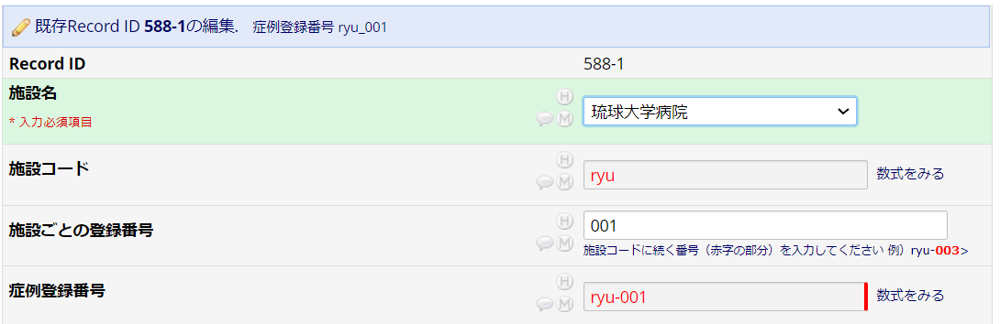 既存Record ID 588-1の編集. 症例登録番号 ryu_001
Record ID 588-1
施設名
* 入力必須項目
H
M
琉球大学病院
施設コード
H
M
ryu 数式をみる
施設ごとの登録番号
H
M
001
施設コードに続く番号（赤字の部分）を入力してください 例）ryu-003>
症例登録番号
H
M
ryu-001 数式をみる